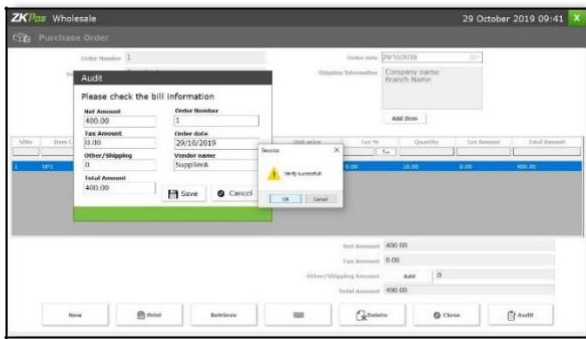 ZKPos Wholesale
29 October 2019 09:41
X
Purchase Order
Order Number 1
Order date 29/10/2019
Shipping Information Company name
Branch Name
Add Item
Audit
Please check the bill information
Net Amount
400.00
Order Number
1
Tax Amount
0.00
Order date
29/10/2019
Other/Shipping
0
Vendor name
SupplierA
Total Amount
400.00
Save
Cancel
Verify successful!
OK
Cancel
SlNo
Unit price
Tax %
Quantity
Tax Amount
Total Amount
1
0.00
10.00
0.00
400.00
Net Amount 400.00
Tax Amount 0.00
Other/Shipping Amount Add 0
Total Amount 400.00
New
Print
Retrieve
Delete
Close
Audit